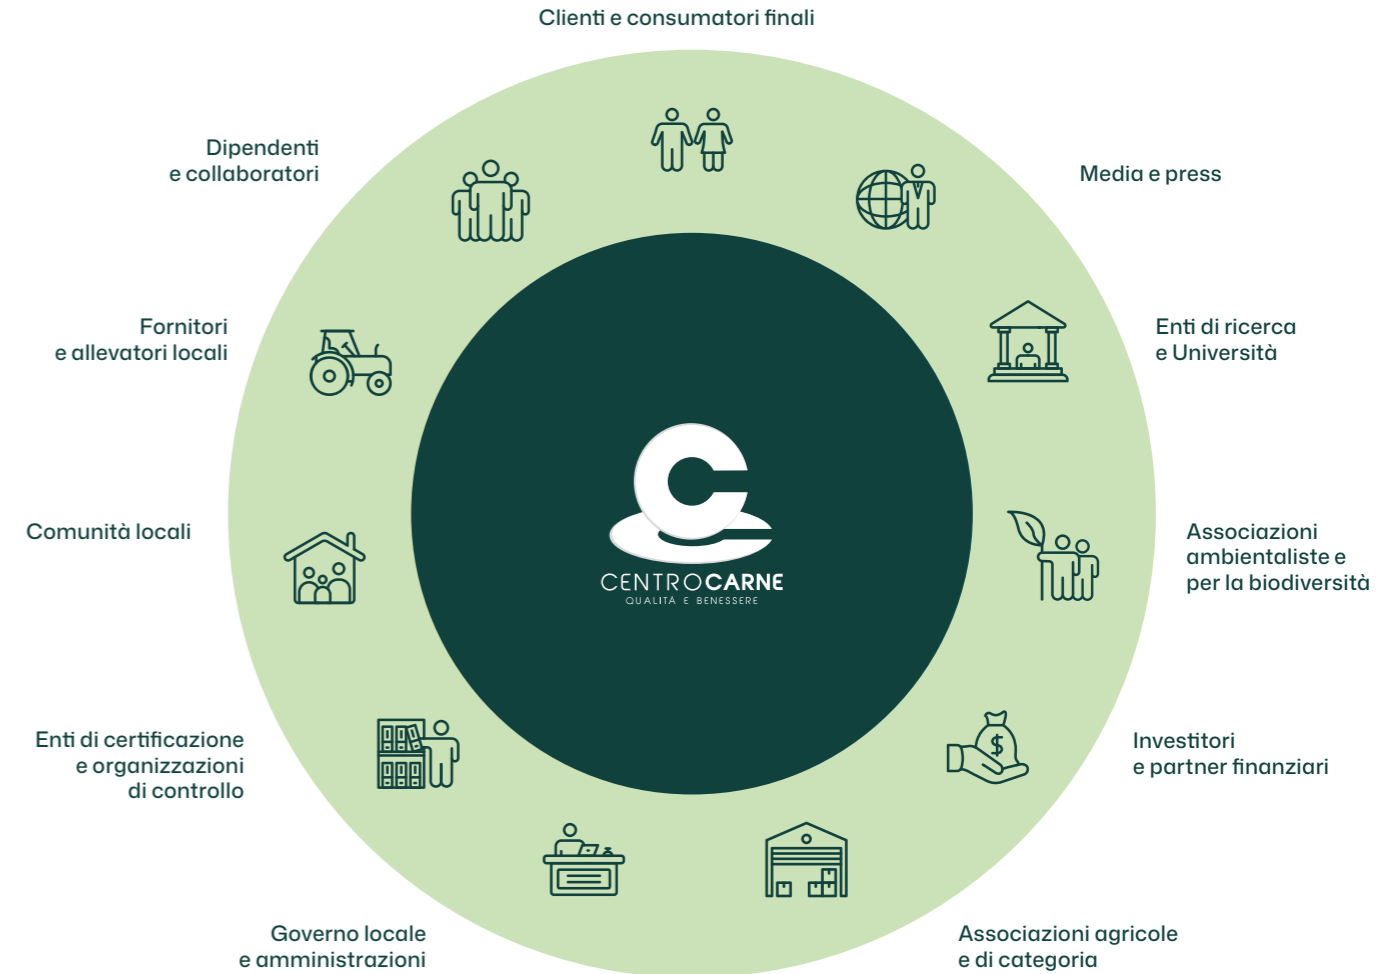 Clienti e consumatori finali
Dipendenti
e collaboratori
Media e press
Fornitori
e allevatori locali
Enti di ricerca
e Università
Comunità locali
Associazioni
ambientaliste e
per la biodiversità
CENTROCARNE
QUALITÀ E BENESSERE
Enti di certificazione
e organizzazioni
di controllo
Investitori
e partner finanziari
$
Governo locale
e amministrazioni
Associazioni agricole
e di categoria